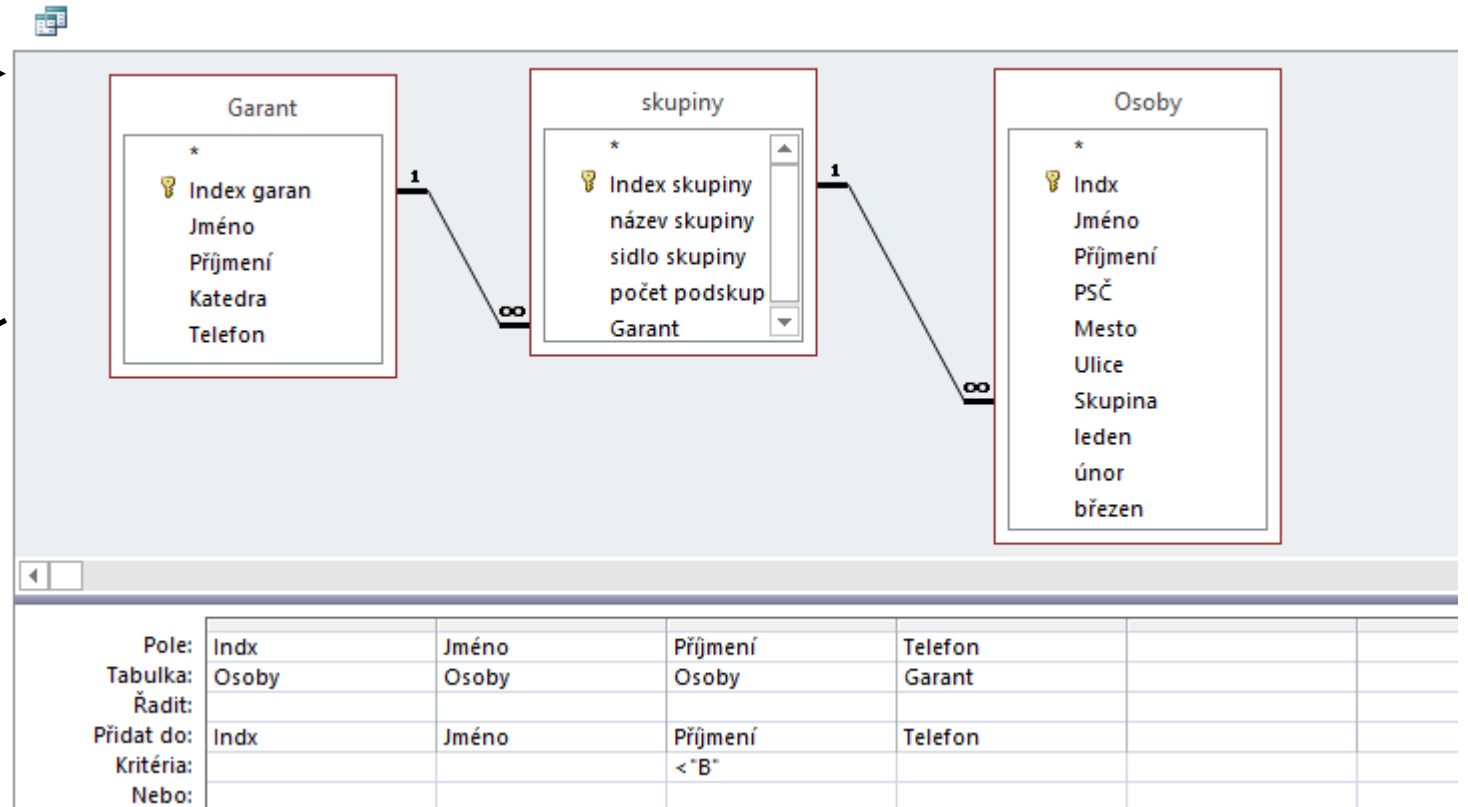 Garant
*
Index garan
Jméno
Příjmení
Katedra
Telefon
1
∞
skupiny
*
Index skupiny
název skupiny
sidlo skupiny
počet podskup
Garant
1
∞
Osoby
*
Indx
Jméno
Příjmení
PSČ
Mesto
Ulice
Skupina
leden
únor
březen
Pole: Indx Jméno Příjmení Telefon
Tabulka: Osoby Osoby Osoby Garant
Řadit:
Přidat do: Indx Jméno Příjmení Telefon
Kritéria: <"B"
Nebo: